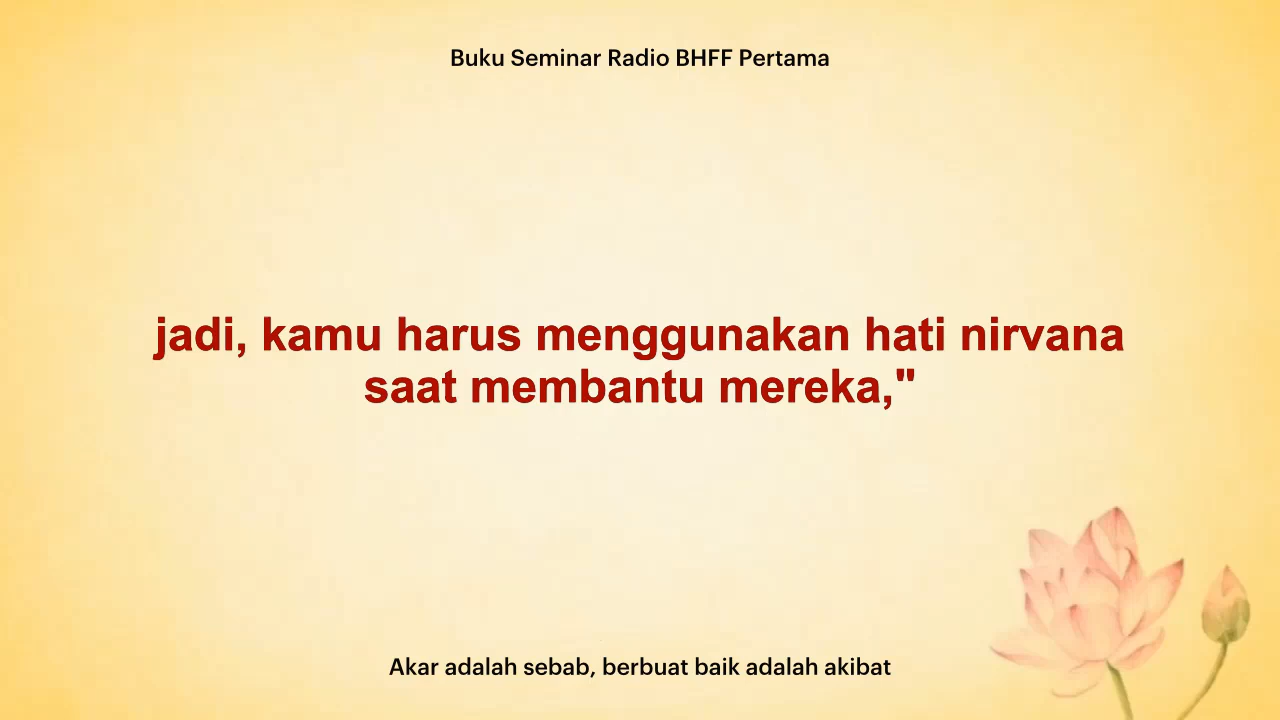 Buku Seminar Radio BHFF Pertama
jadi, kamu harus menggunakan hati nirvana
saat membantu mereka,"
Akar adalah sebab, berbuat baik adalah akibat